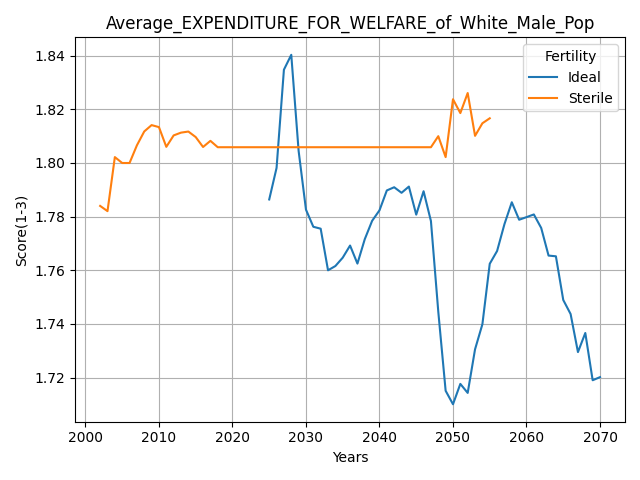 Average_EXPENDITURE_FOR_WELFARE_of_White_Male_Pop
Fertility
Ideal
Sterile
Score(1-3)
1.84
1.82
1.80
1.78
1.76
1.74
1.72
2000 2010 2020 2030 2040 2050 2060 2070
Years